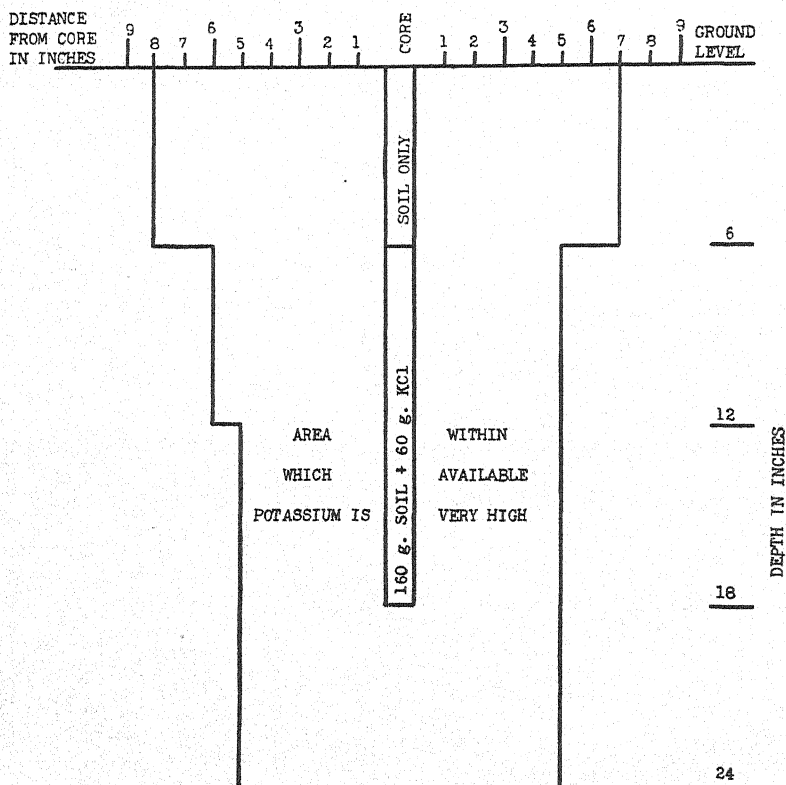 DISTANCE
FROM CORE
IN INCHES
9 8 7 6 5 4 3 2 1
CORE
1 2 3 4 5 6 7 8 9
GROUND
LEVEL
SOIL ONLY
6
160 g. SOIL + 60 g. KCl
12
AREA WITHIN
WHICH AVAILABLE
POTASSIUM IS VERY HIGH
DEPTH IN INCHES
18
24